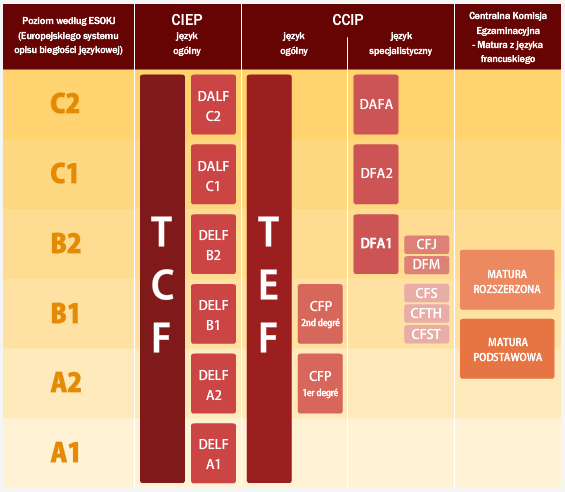 Poziom według ESOKJ
(Europejskiego systemu
opisu biegłości językowej)
CIEP
język
ogólny
CCIP
język
ogólny
język
specjalistyczny
Centralna Komisja
Egzaminacyjna
- Matura z języka
francuskiego
C2
C1
B2
B1
A2
A1
T
C
F
DALF
C2
DALF
C1
DELF
B2
DELF
B1
DELF
A2
DELF
A1
T
E
F
CFP
2nd degré
CFP
1er degré
DAFA
DFA2
DFA1
CFJ
DFM
CFS
CFTH
CFST
MATURA
ROZSZERZONA
MATURA
PODSTAWOWA